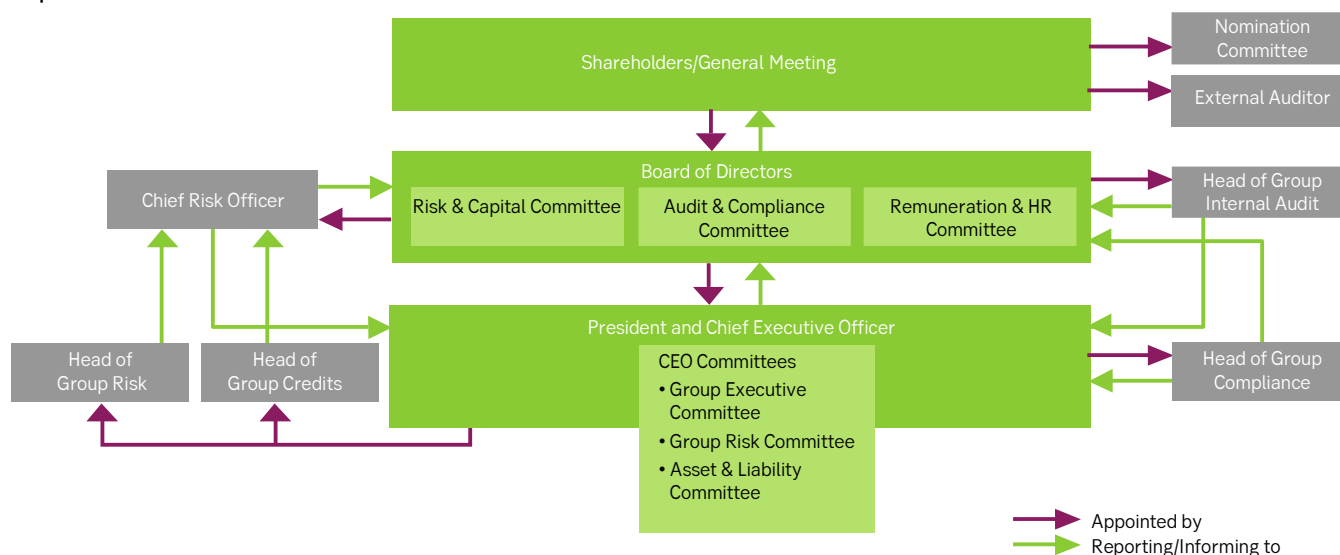 Shareholders/General Meeting
Nomination
Committee
External Auditor
Board of Directors
Risk & Capital Committee
Audit & Compliance
Committee
Remuneration & HR
Committee
Chief Risk Officer
Head of Group
Internal Audit
President and Chief Executive Officer
CEO Committees
• Group Executive
Committee
• Group Risk Committee
• Asset & Liability
Committee
Head of
Group Risk
Head of
Group Credits
Head of Group
Compliance
Appointed by
Reporting/Informing to